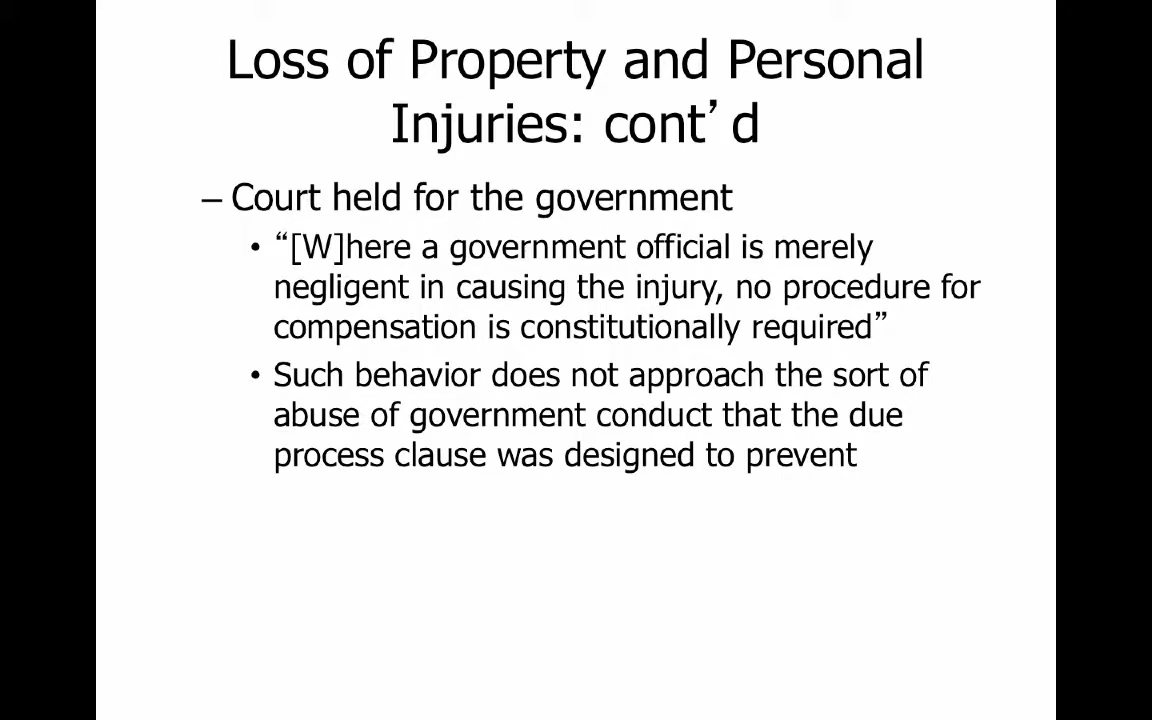 Loss of Property and Personal
Injuries: cont’d
– Court held for the government
• “[W]here a government official is merely
negligent in causing the injury, no procedure for
compensation is constitutionally required”
• Such behavior does not approach the sort of
abuse of government conduct that the due
process clause was designed to prevent